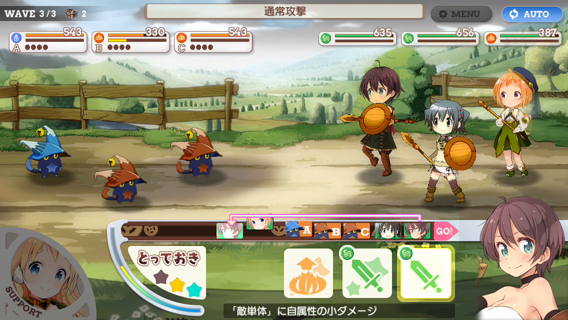 WAVE 3/3 2
通常攻撃
MENU
AUTO
543 330 543
A B C
635 656 387
A B C GO!
とっておき
SUPPORT
「敵単体」に自属性の小ダメージ